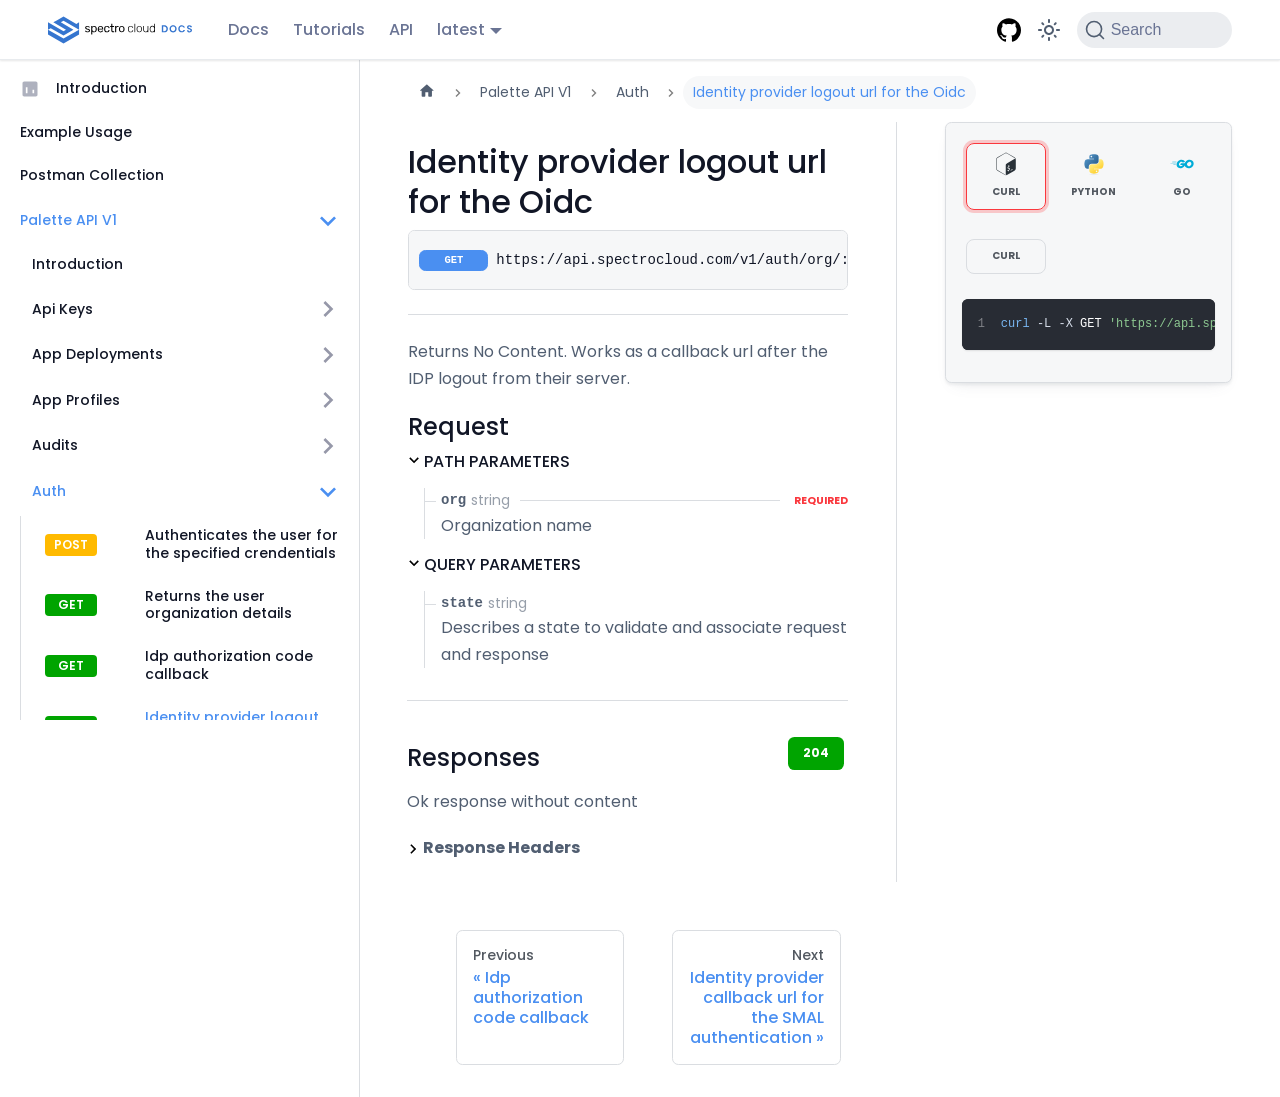 spectro cloud DOCS
Docs
Tutorials
API
latest
Search
Introduction
Example Usage
Postman Collection
Palette API V1
Introduction
Api Keys
App Deployments
App Profiles
Audits
Auth
POST
Authenticates the user for
the specified crendentials
GET
Returns the user
organization details
GET
Idp authorization code
callback
Identity provider logout
Palette API V1
Auth
Identity provider logout url for the Oidc
Identity provider logout url
for the Oidc
GET
https://api.spectrocloud.com/v1/auth/org/:
Returns No Content. Works as a callback url after the
IDP logout from their server.
Request
PATH PARAMETERS
org string
REQUIRED
Organization name
QUERY PARAMETERS
state string
Describes a state to validate and associate request
and response
Responses
204
Ok response without content
Response Headers
Previous
« Idp
authorization
code callback
Next
Identity provider
callback url for
the SMAL
authentication »
CURL
PYTHON
GO
GO
CURL
1 curl -L -X GET 'https://api.sp